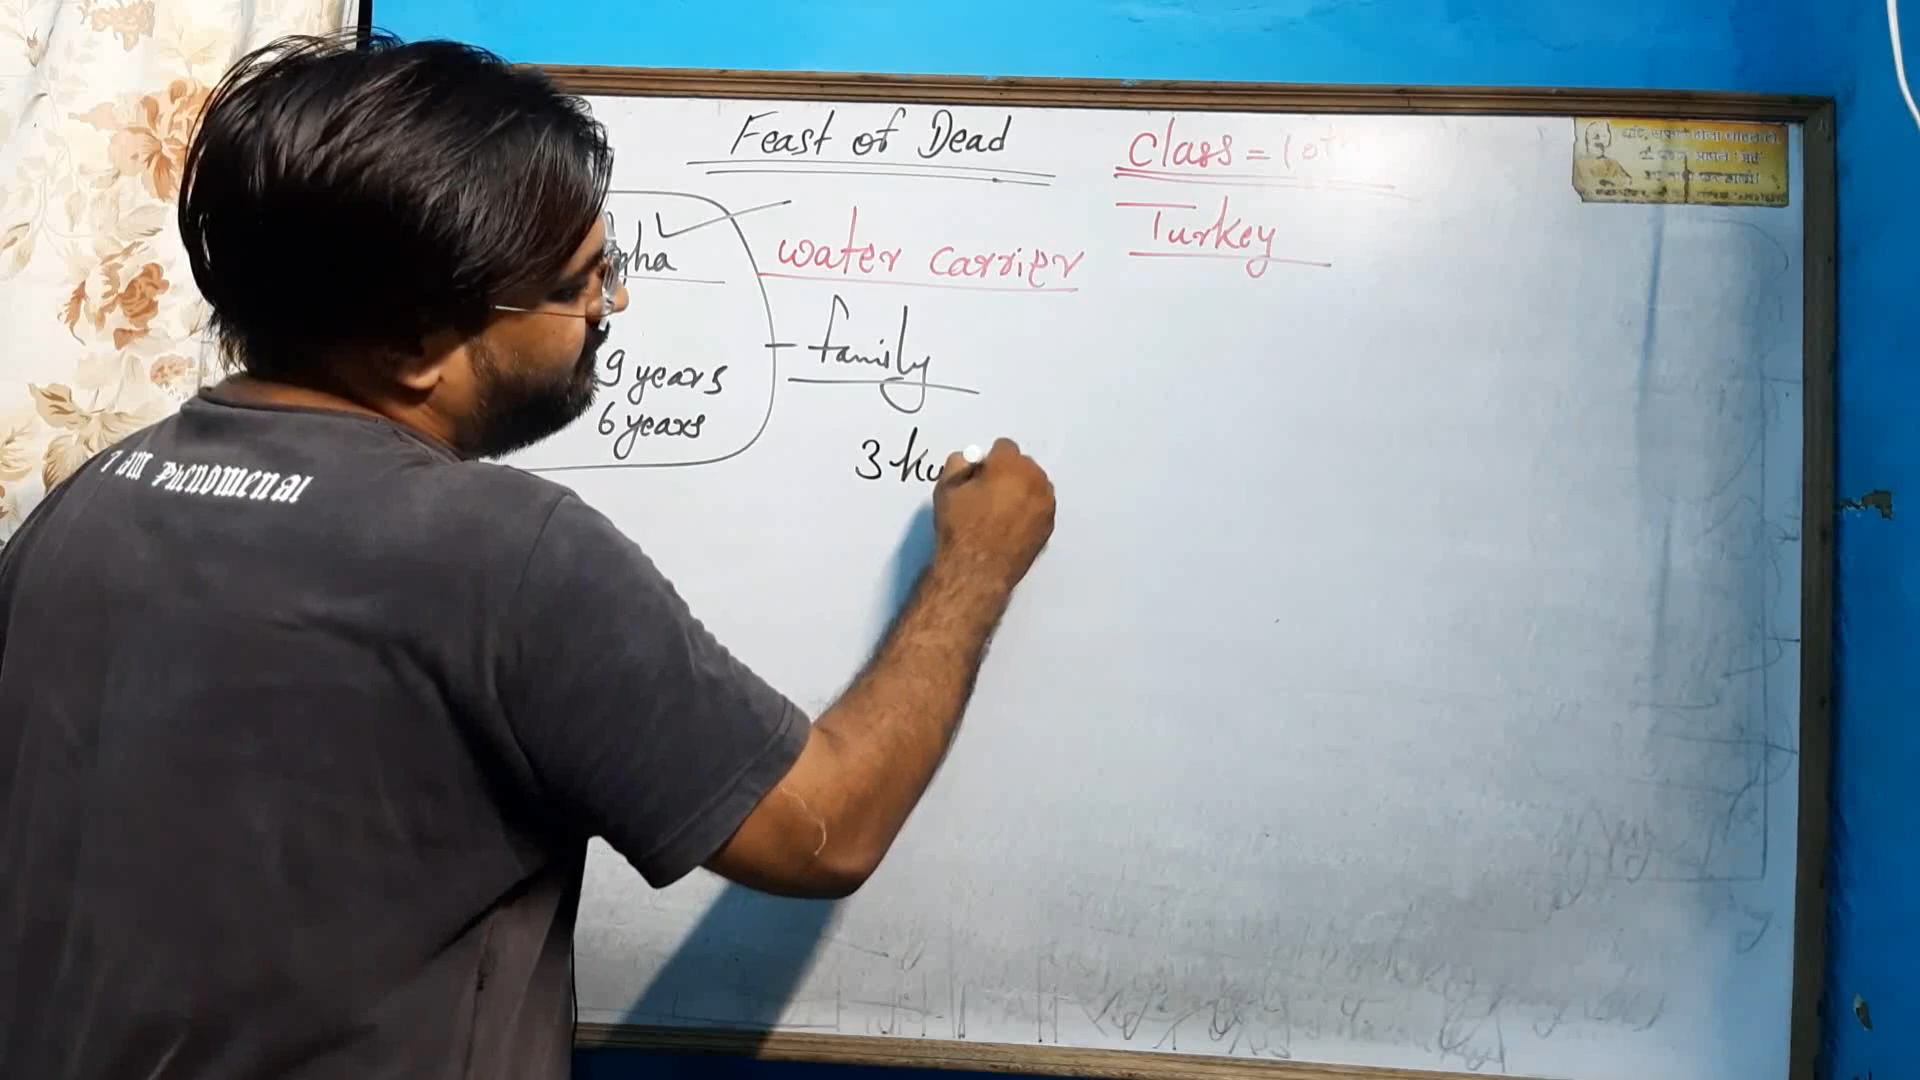 Feast of Dead
Class = 10th
Turkey
water carrier
family
9 years
6 years
3 ku
I am Phenomenal